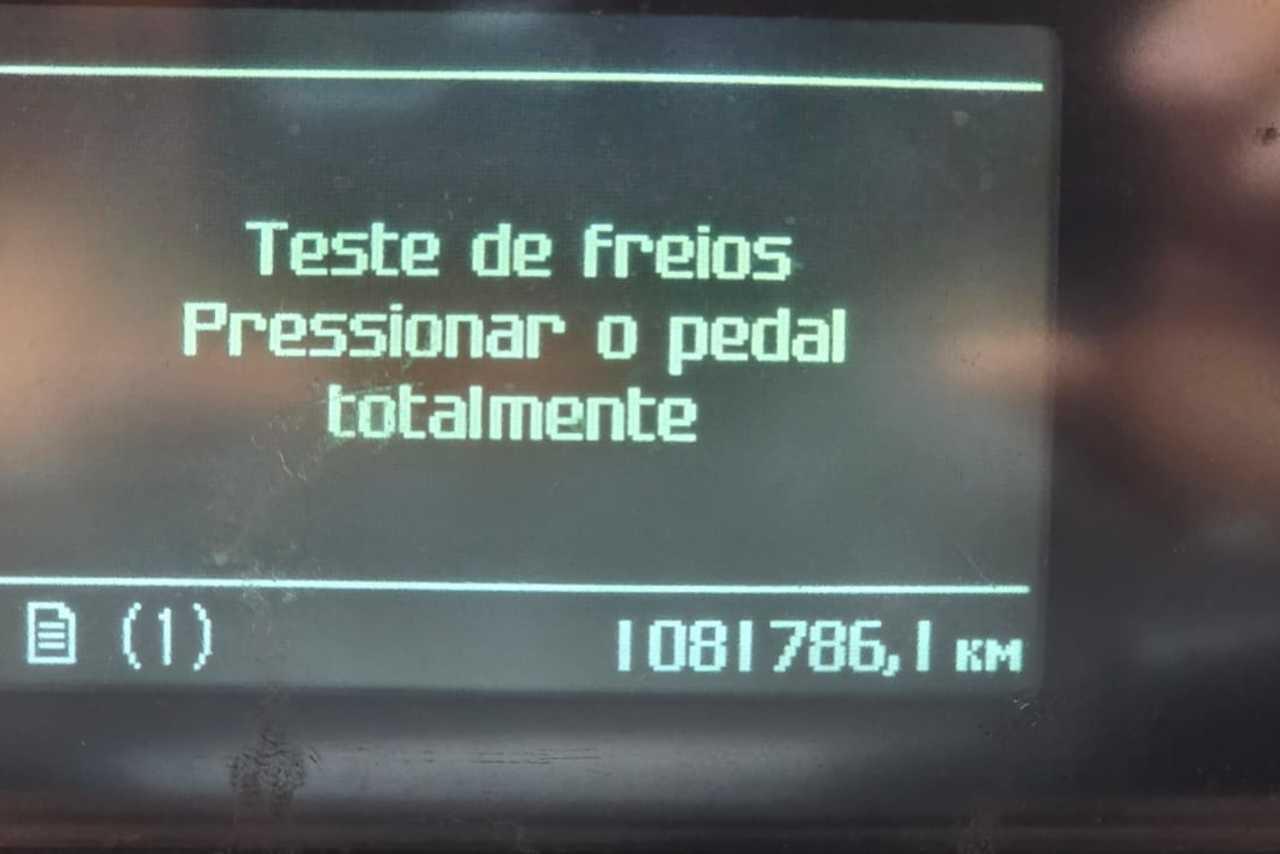 Teste de freios
Pressionar o pedal
totalmente
(1) 1081786,1 км